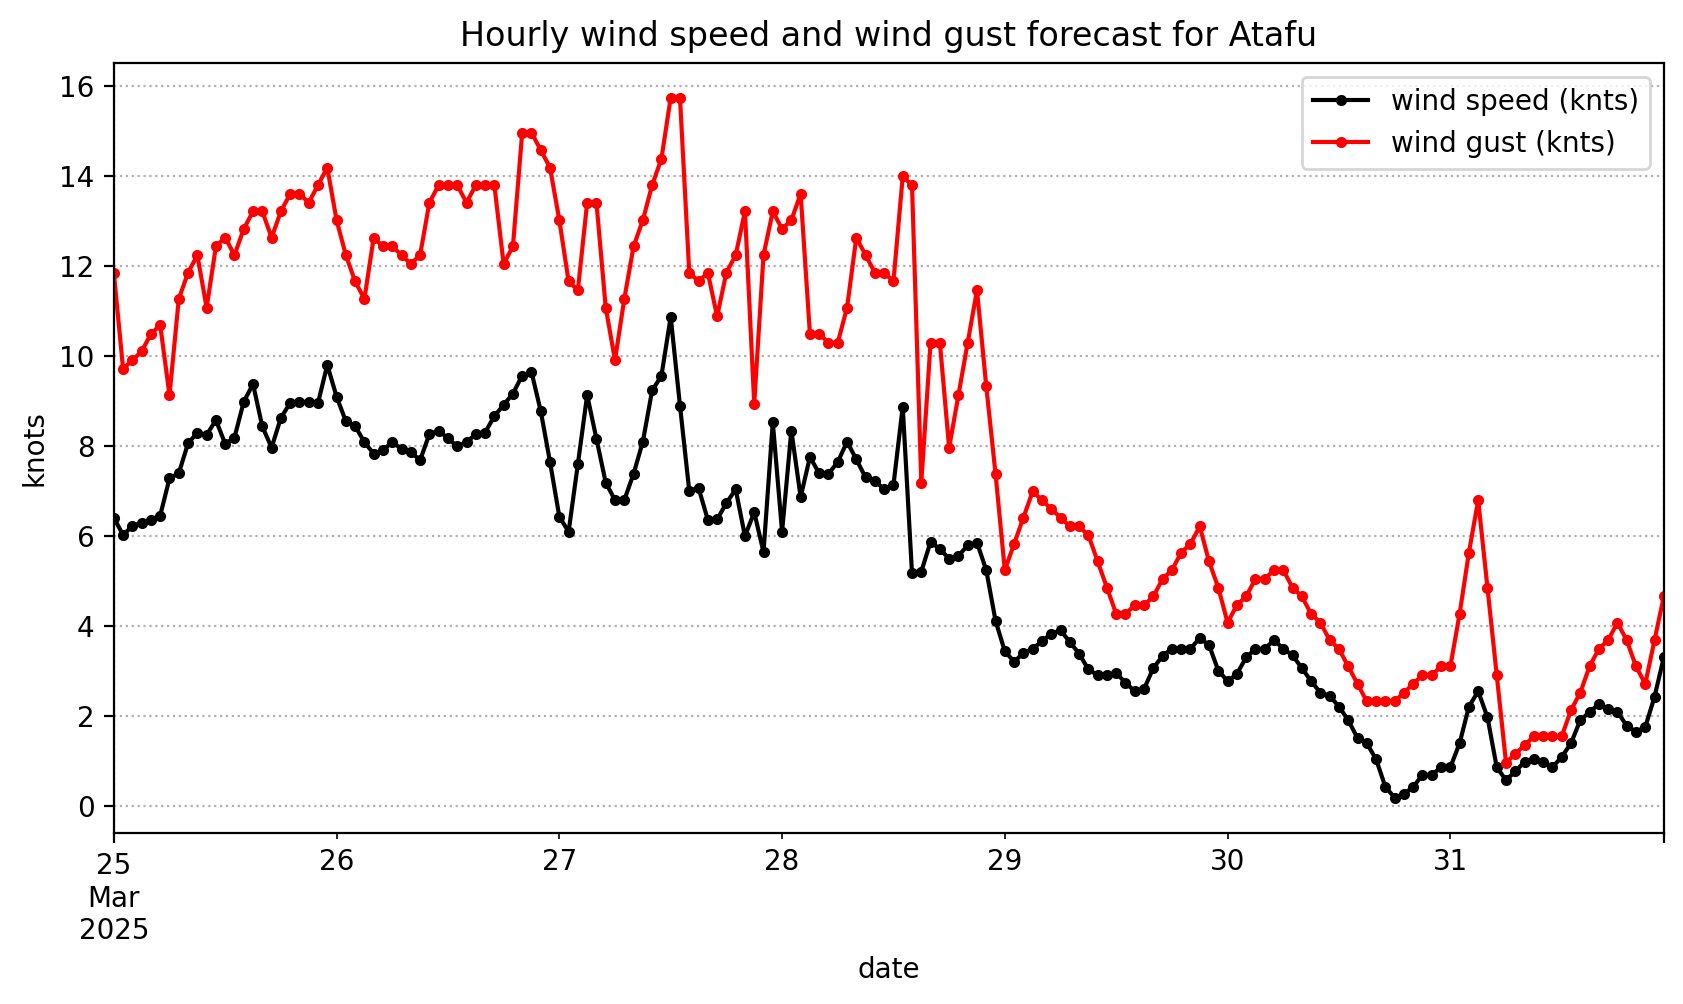 Hourly wind speed and wind gust forecast for Atafu
wind speed (knts)
wind gust (knts)
knots
16
14
12
10
8
6
4
2
0
25 26 27 28 29 30 31
Mar
2025
date